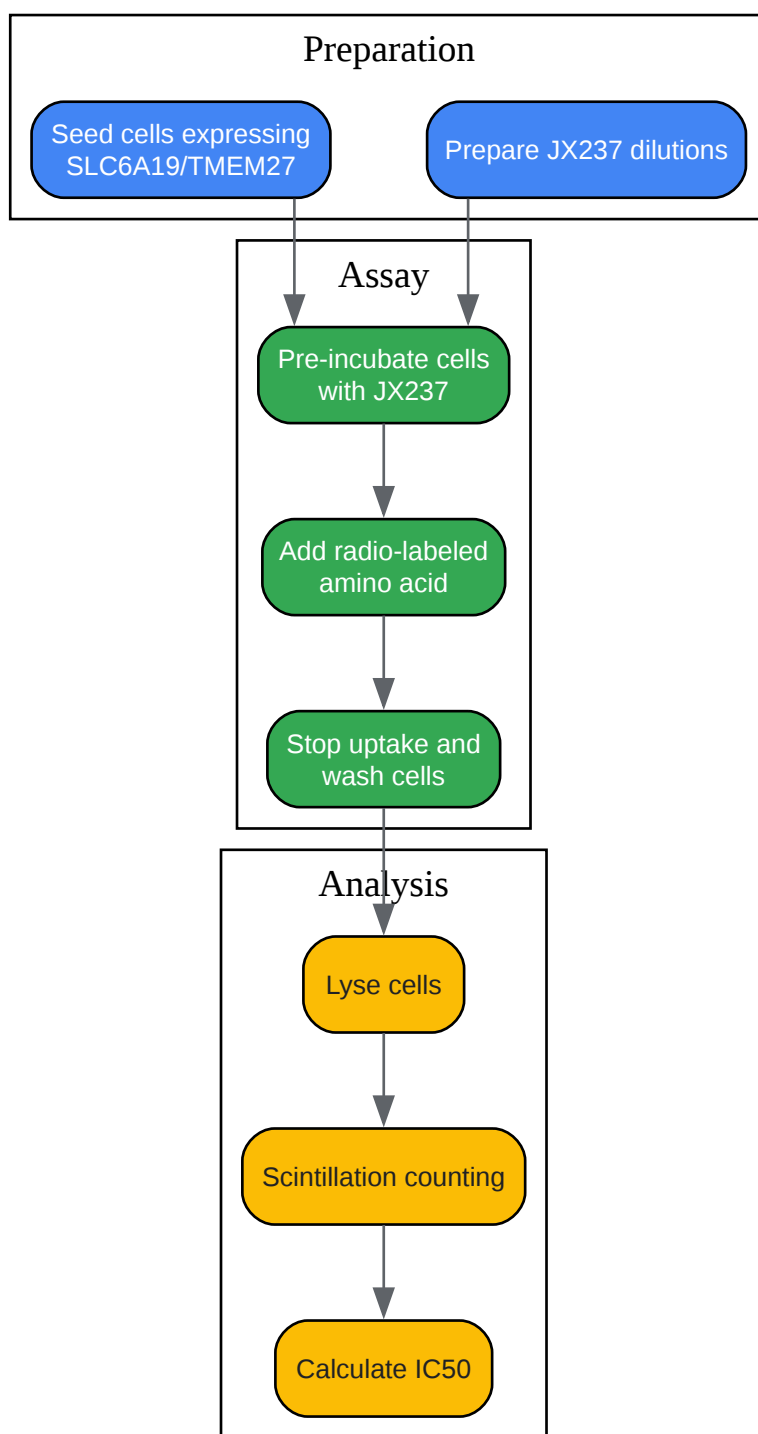 Preparation
Seed cells expressing
SLC6A19/TMEM27
Prepare JX237 dilutions
Assay
Pre-incubate cells
with JX237
Add radio-labeled
amino acid
Stop uptake and
wash cells
Analysis
Lyse cells
Scintillation counting
Calculate IC50